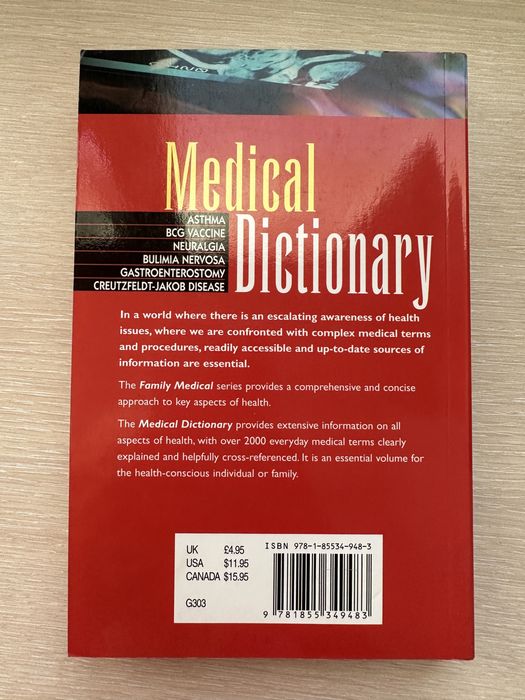 Medical
ASTHMA
BCG VACCINE
NEURALGIA
BULIMIA NERVOSA
GASTROENTEROSTOMY
CREUTZFELDT-JAKOB DISEASE
Dictionary
In a world where there is an escalating awareness of health
issues, where we are confronted with complex medical terms
and procedures, readily accessible and up-to-date sources of
information are essential.
The Family Medical series provides a comprehensive and concise
approach to key aspects of health.
The Medical Dictionary provides extensive information on all
aspects of health, with over 2000 everyday medical terms clearly
explained and helpfully cross-referenced. It is an essential volume for
the health-conscious individual or family.
UK £4.95
USA $11.95
CANADA $15.95
G303
ISBN 978-1-85534-948-3
9 781855 349483